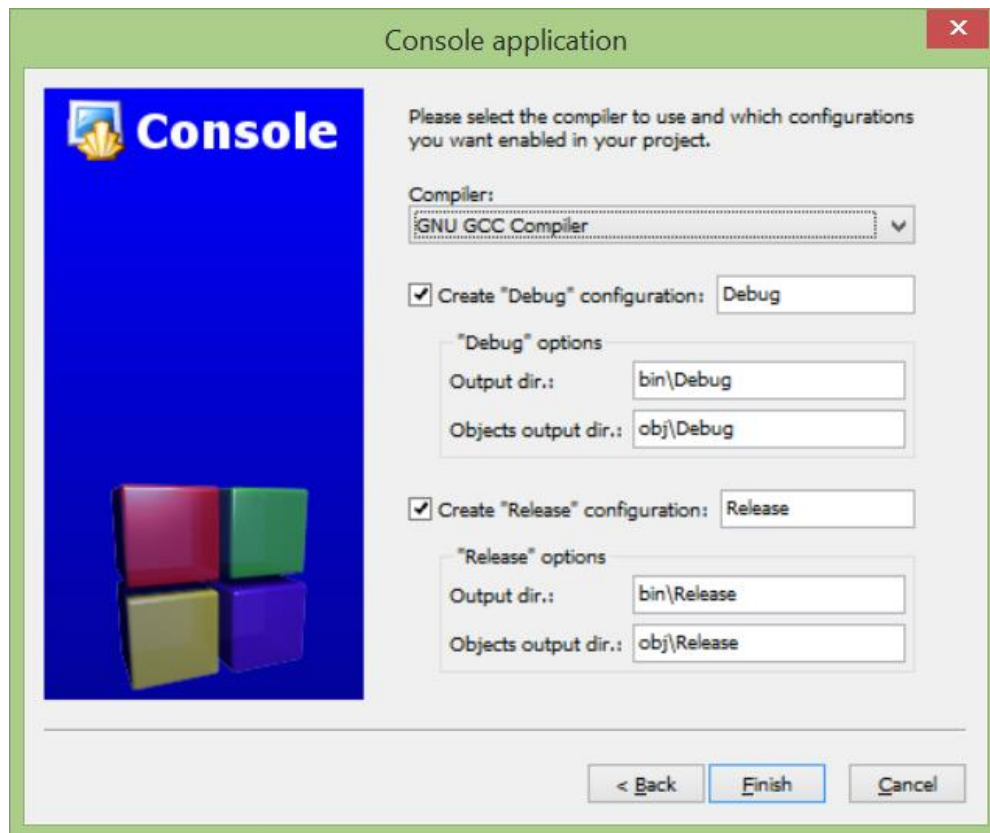 Console application
Console
Please select the compiler to use and which configurations
you want enabled in your project.
Compiler:
GNU GCC Compiler
Create "Debug" configuration: Debug
"Debug" options
Output dir.: bin\Debug
Objects output dir.: obj\Debug
Create "Release" configuration: Release
"Release" options
Output dir.: bin\Release
Objects output dir.: obj\Release
< Back Finish Cancel